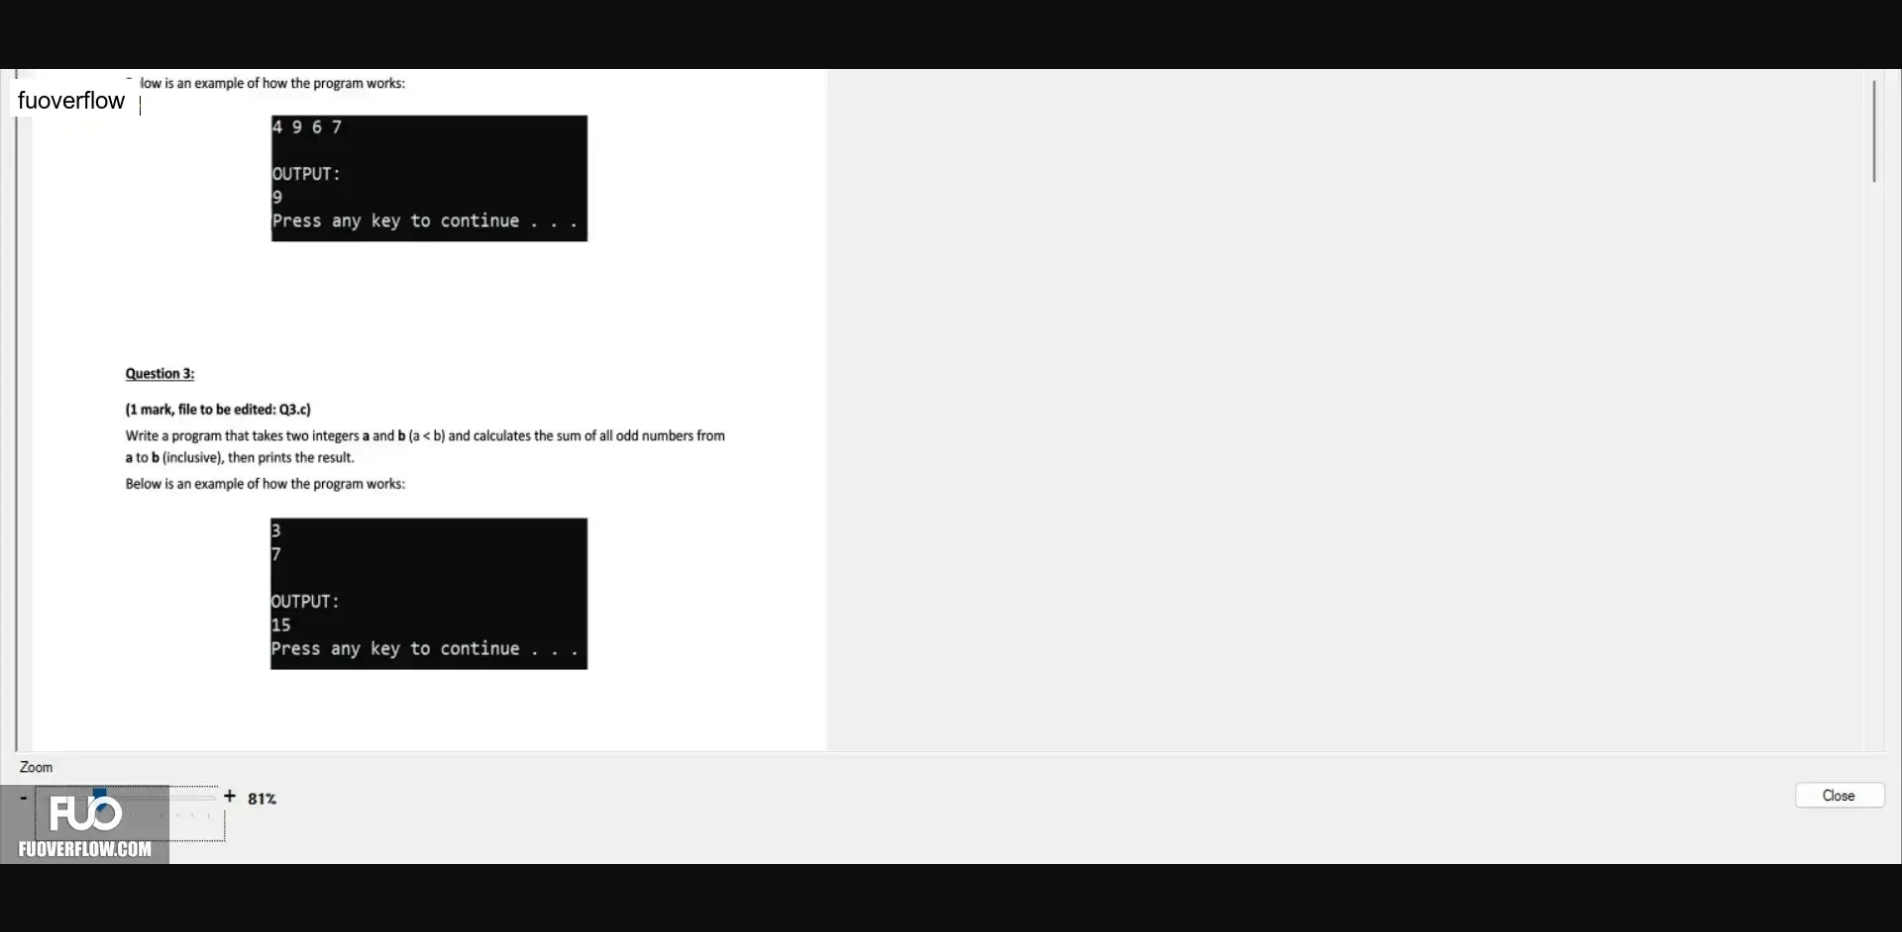 low is an example of how the program works:
fuoverflow
4 9 6 7
OUTPUT:
9
Press any key to continue . . .
Question 3:
(1 mark, file to be edited: Q3.c)
Write a program that takes two integers a and b (a < b) and calculates the sum of all odd numbers from
a to b (inclusive), then prints the result.
Below is an example of how the program works:
3
7
OUTPUT:
15
Press any key to continue . . .
Zoom
- + 81%
Close
FUO
FUOVERFLOW.COM